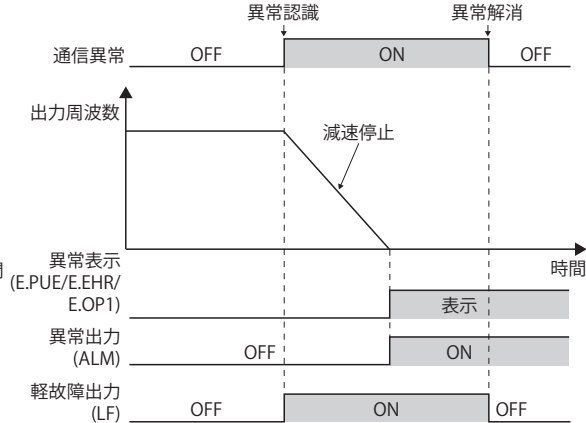 異常認識 異常解消
通信異常 OFF ON OFF
出力周波数
減速停止
時間
異常表示
(E.PUE/E.EHR/
E.OP1)
表示
異常出力
(ALM)
OFF ON
軽故障出力
(LF)
OFF ON OFF